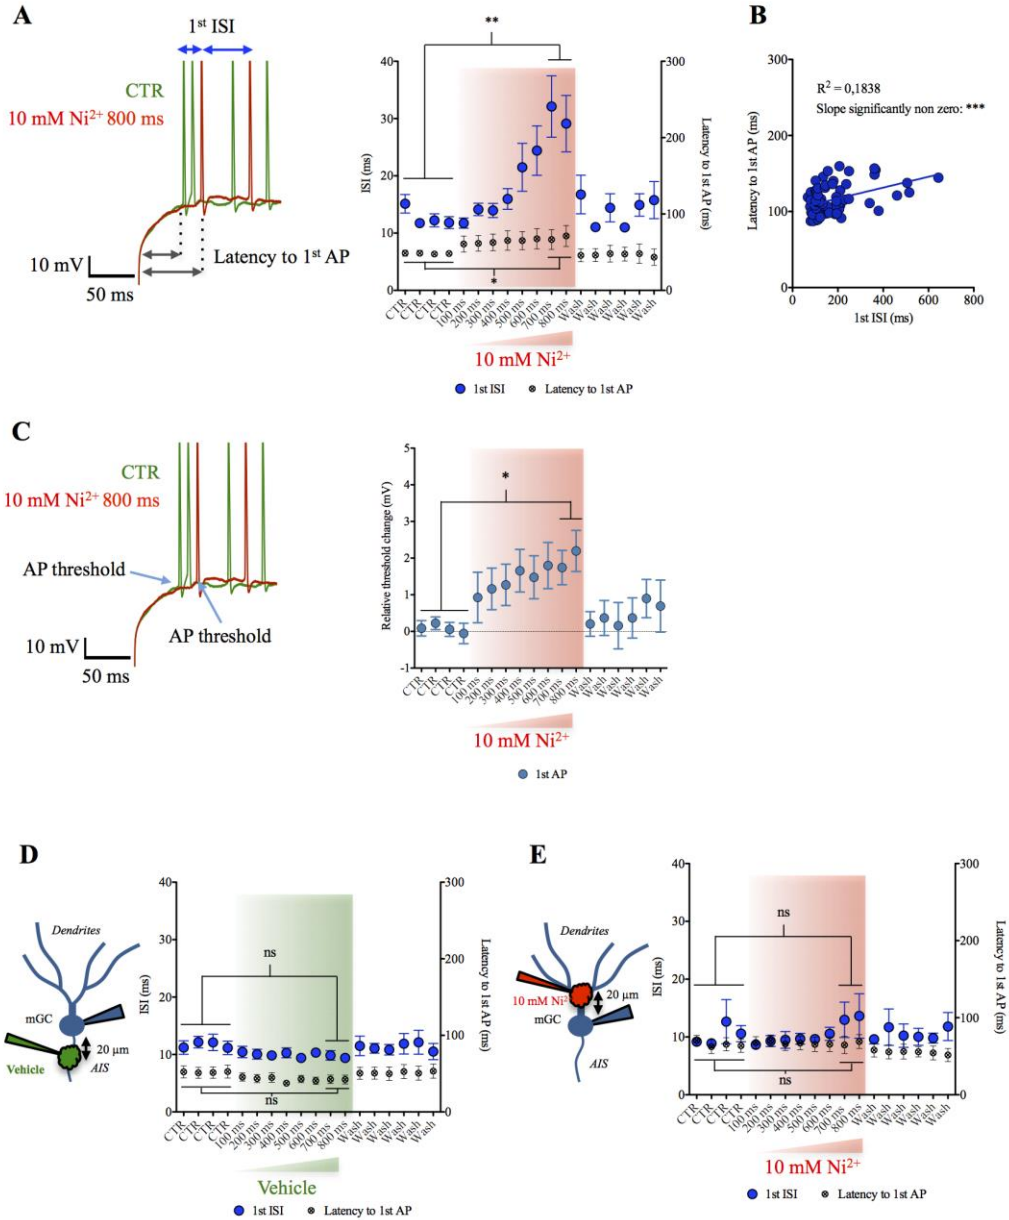 A
1st ISI
CTR
10 mM Ni2+ 800 ms
10 mV
50 ms
Latency to 1st AP
**
*
ISI (ms)
40
30
20
10
0
Latency to 1st AP (ms)
300
200
100
0
CTR CTR CTR CTR 100 ms 200 ms 300 ms 400 ms 500 ms 600 ms 700 ms 800 ms Wash Wash Wash Wash Wash Wash
10 mM Ni2+
1st ISI Latency to 1st AP
B
R2 = 0,1838
Slope significantly non zero: ***
Latency to 1st AP (ms)
300
200
100
0
0 200 400 600 800
1st ISI (ms)
C
CTR
10 mM Ni2+ 800 ms
AP threshold
AP threshold
10 mV
50 ms
*
Relative threshold change (mV)
5
4
3
2
1
0
-1
CTR CTR CTR CTR 100 ms 200 ms 300 ms 400 ms 500 ms 600 ms 700 ms 800 ms Wash Wash Wash Wash Wash Wash
10 mM Ni2+
1st AP
D
Dendrites
mGC
20 µm
Vehicle
AIS
ns
ns
ISI (ms)
40
30
20
10
0
Latency to 1st AP (ms)
300
200
100
0
CTR CTR CTR CTR 100 ms 200 ms 300 ms 400 ms 500 ms 600 ms 700 ms 800 ms Wash Wash Wash Wash Wash Wash
Vehicle
1st ISI Latency to 1st AP
E
Dendrites
10 mM Ni2
20 µm
mGC
AIS
ns
ns
ISI (ms)
40
30
20
10
0
Latency to 1st AP (ms)
300
200
100
0
CTR CTR CTR CTR 100 ms 200 ms 300 ms 400 ms 500 ms 600 ms 700 ms 800 ms Wash Wash Wash Wash Wash Wash
10 mM Ni2+
1st ISI Latency to 1st AP